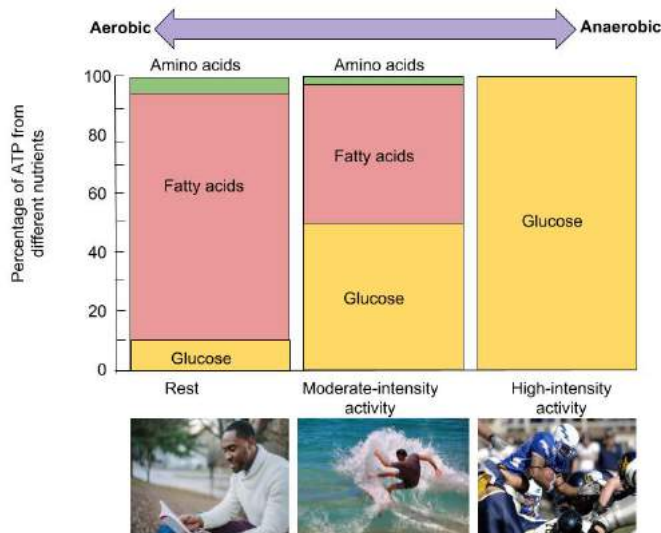 Aerobic
Anaerobic
Percentage of ATP from
different nutrients
100
80
60
40
20
0
Amino acids
Fatty acids
Glucose
Amino acids
Fatty acids
Glucose
Glucose
Rest
Moderate-intensity
activity
High-intensity
activity